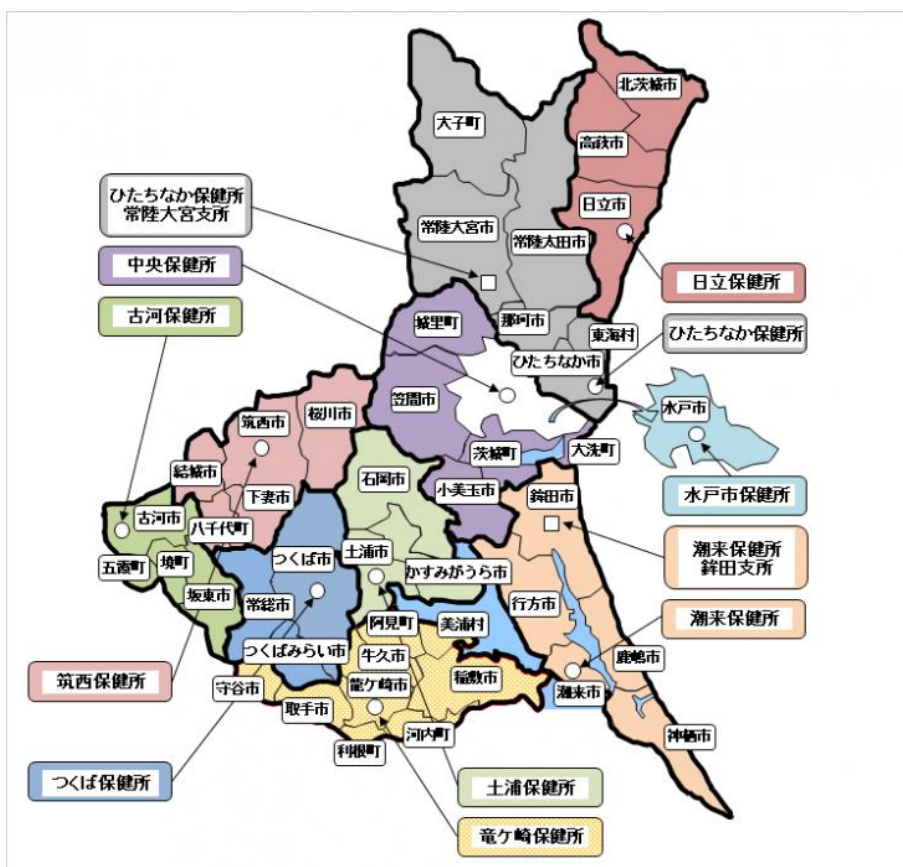 北茨城市
大子町
高萩市
ひたちなか保健所
常陸大宮支所
日立市
常陸大宮市
常陸太田市
中央保健所
日立保健所
古河保健所
城里町
那珂市
東海村
ひたちなか保健所
ひたちなか市
笠間市
桜川市
水戸市
筑西市
茨城町
大洗町
結城市
石岡市
小美玉市
下妻市
鉾田市
水戸市保健所
古河市
八千代町
潮来保健所
鉾田支所
土浦市
つくば市
かすみがうら市
五霞町
境町
坂東市
常総市
行方市
潮来保健所
阿見町
美浦村
つくばみらい市
牛久市
鹿嶋市
筑西保健所
守谷市
龍ケ崎市
稲敷市
潮来市
取手市
神栖市
河内町
利根町
つくば保健所
土浦保健所
竜ケ崎保健所